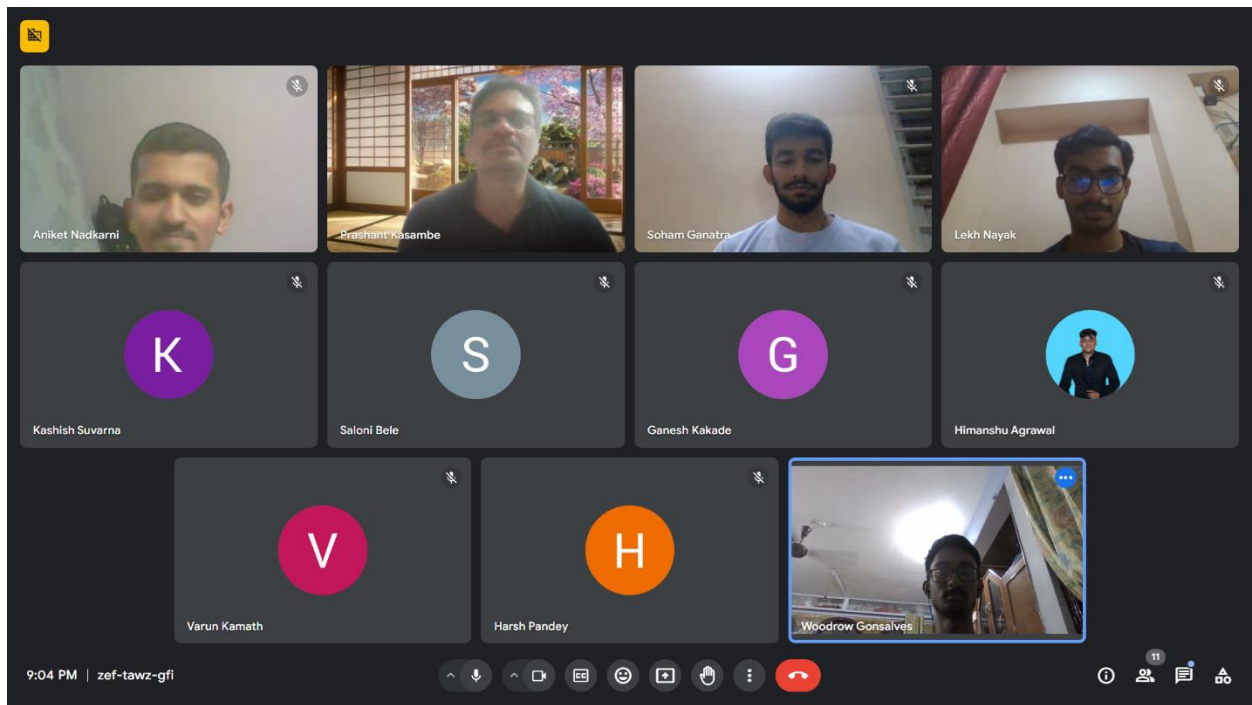 Aniket Nadkarni
Prashant Kasambe
Soham Ganatra
Lekh Nayak
K
S
G
Kashish Suvarna
Saloni Bele
Ganesh Kakade
Himanshu Agrawal
V
H
Varun Kamath
Harsh Pandey
Woodrow Gonsalves
11
9:04 PM | zef-tawz-gfi
CC